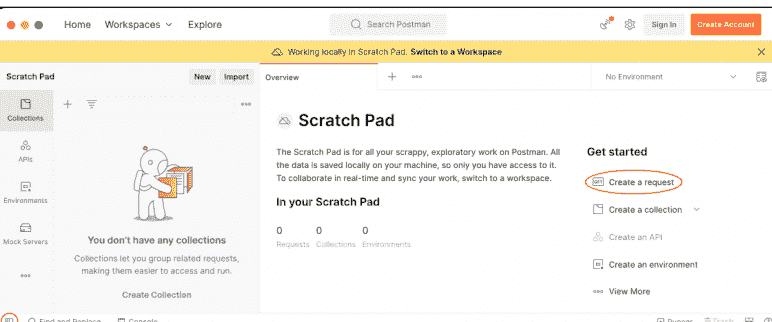 Home Workspaces Explore Search Postman Sign In Create Account
Working locally in Scratch Pad. Switch to a Workspace
Scratch Pad New Import Overview No Environment
Collections
APIs
Environments
Mock Servers
You don't have any collections
Collections let you group related requests,
making them easier to access and run.
Create Collection
Scratch Pad
The Scratch Pad is for all your scrappy, exploratory work on Postman. All
the data is saved locally on your machine, so only you have access to it.
To collaborate in real-time and sync your work, switch to a workspace.
In your Scratch Pad
0 0 0
Requests Collections Environments
Get started
GET Create a request
Create a collection
Create an API
Create an environment
View More
Find and Replace Console Runner Trash